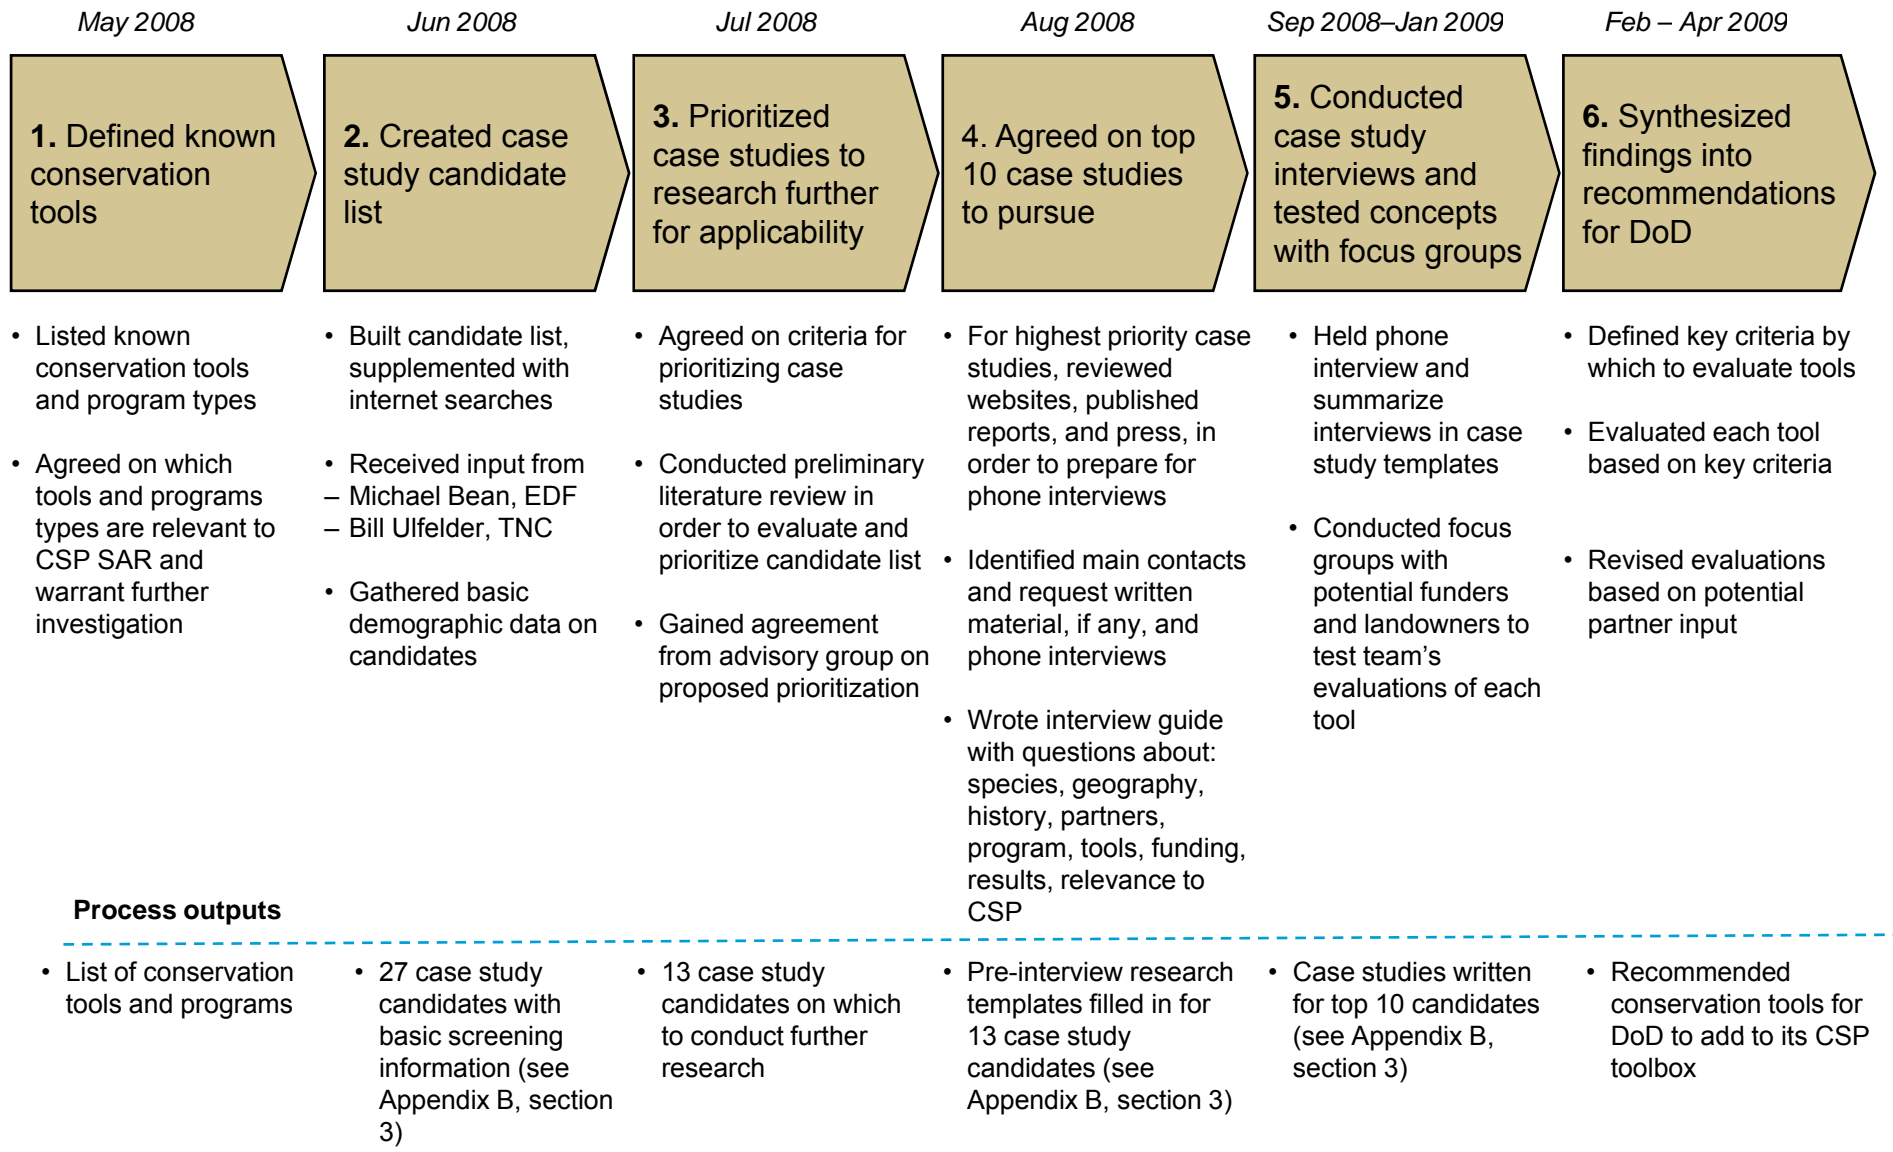 May 2008
Jun 2008
Jul 2008
Aug 2008
Sep 2008–Jan 2009
Feb – Apr 2009
1. Defined known
conservation
tools
2. Created case
study candidate
list
3. Prioritized
case studies to
research further
for applicability
4. Agreed on top
10 case studies
to pursue
5. Conducted
case study
interviews and
tested concepts
with focus groups
6. Synthesized
findings into
recommendations
for DoD
• Listed known
conservation tools
and program types
• Agreed on which
tools and programs
types are relevant to
CSP SAR and
warrant further
investigation
• Built candidate list,
supplemented with
internet searches
• Received input from
– Michael Bean, EDF
– Bill Ulfelder, TNC
• Gathered basic
demographic data on
candidates
• Agreed on criteria for
prioritizing case
studies
• Conducted preliminary
literature review in
order to evaluate and
prioritize candidate list
• Gained agreement
from advisory group on
proposed prioritization
• For highest priority case
studies, reviewed
websites, published
reports, and press, in
order to prepare for
phone interviews
• Identified main contacts
and request written
material, if any, and
phone interviews
• Wrote interview guide
with questions about:
species, geography,
history, partners,
program, tools, funding,
results, relevance to
CSP
• Held phone
interview and
summarize
interviews in case
study templates
• Conducted focus
groups with
potential funders
and landowners to
test team’s
evaluations of each
tool
• Defined key criteria by
which to evaluate tools
• Evaluated each tool
based on key criteria
• Revised evaluations
based on potential
partner input
Process outputs
• List of conservation
tools and programs
• 27 case study
candidates with
basic screening
information (see
Appendix B, section
3)
• 13 case study
candidates on which
to conduct further
research
• Pre-interview research
templates filled in for
13 case study
candidates (see
Appendix B, section 3)
• Case studies written
for top 10 candidates
(see Appendix B,
section 3)
• Recommended
conservation tools for
DoD to add to its CSP
toolbox